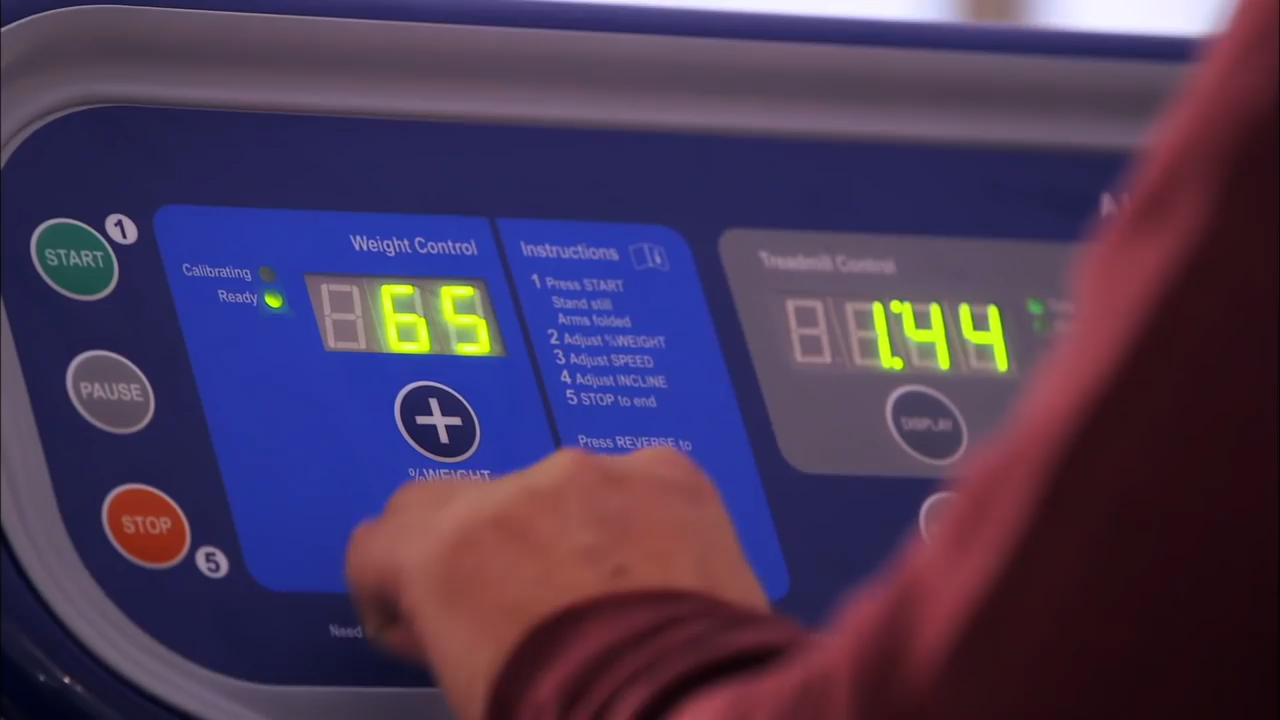 START
1
PAUSE
STOP
5
Weight Control
Calibrating
Ready
65
%WEIGHT
Need
Instructions
1 Press START
Stand still
Arms folded
2 Adjust %WEIGHT
3 Adjust SPEED
4 Adjust INCLINE
5 STOP to end
Press REVERSE to
Treadmill Control
1:44
DISPLAY